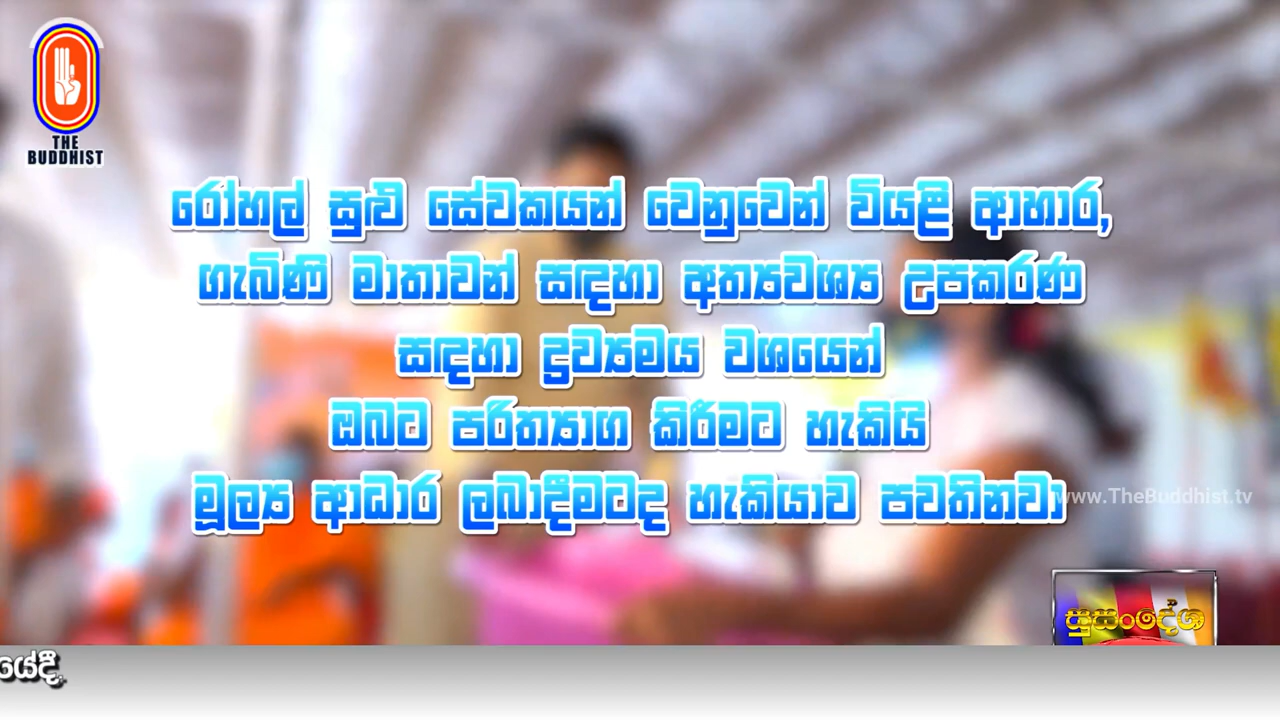 THE
BUDDHIST
රෝහල් සුළු සේවකයන් වෙනුවෙන් වියළි ආහාර,
ගැබිණි මාතාවන් සඳහා අත්‍යවශ්‍ය උපකරණ
සඳහා ද්‍රව්‍යමය වශයෙන්
ඔබට පරිත්‍යාග කිරීමට හැකියි
මූල්‍ය ආධාර ලබාදීමටද හැකියාව පවතිනවා
www.TheBuddhist.tv
සුසංදේශ
යේදී,